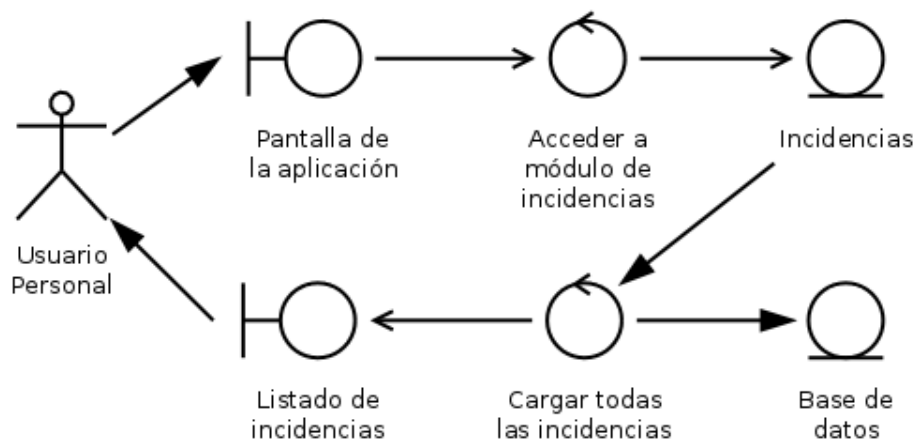 Pantalla de
la aplicación
Acceder a
módulo de
incidencias
Incidencias
Usuario
Personal
Listado de
incidencias
Cargar todas
las incidencias
Base de
datos